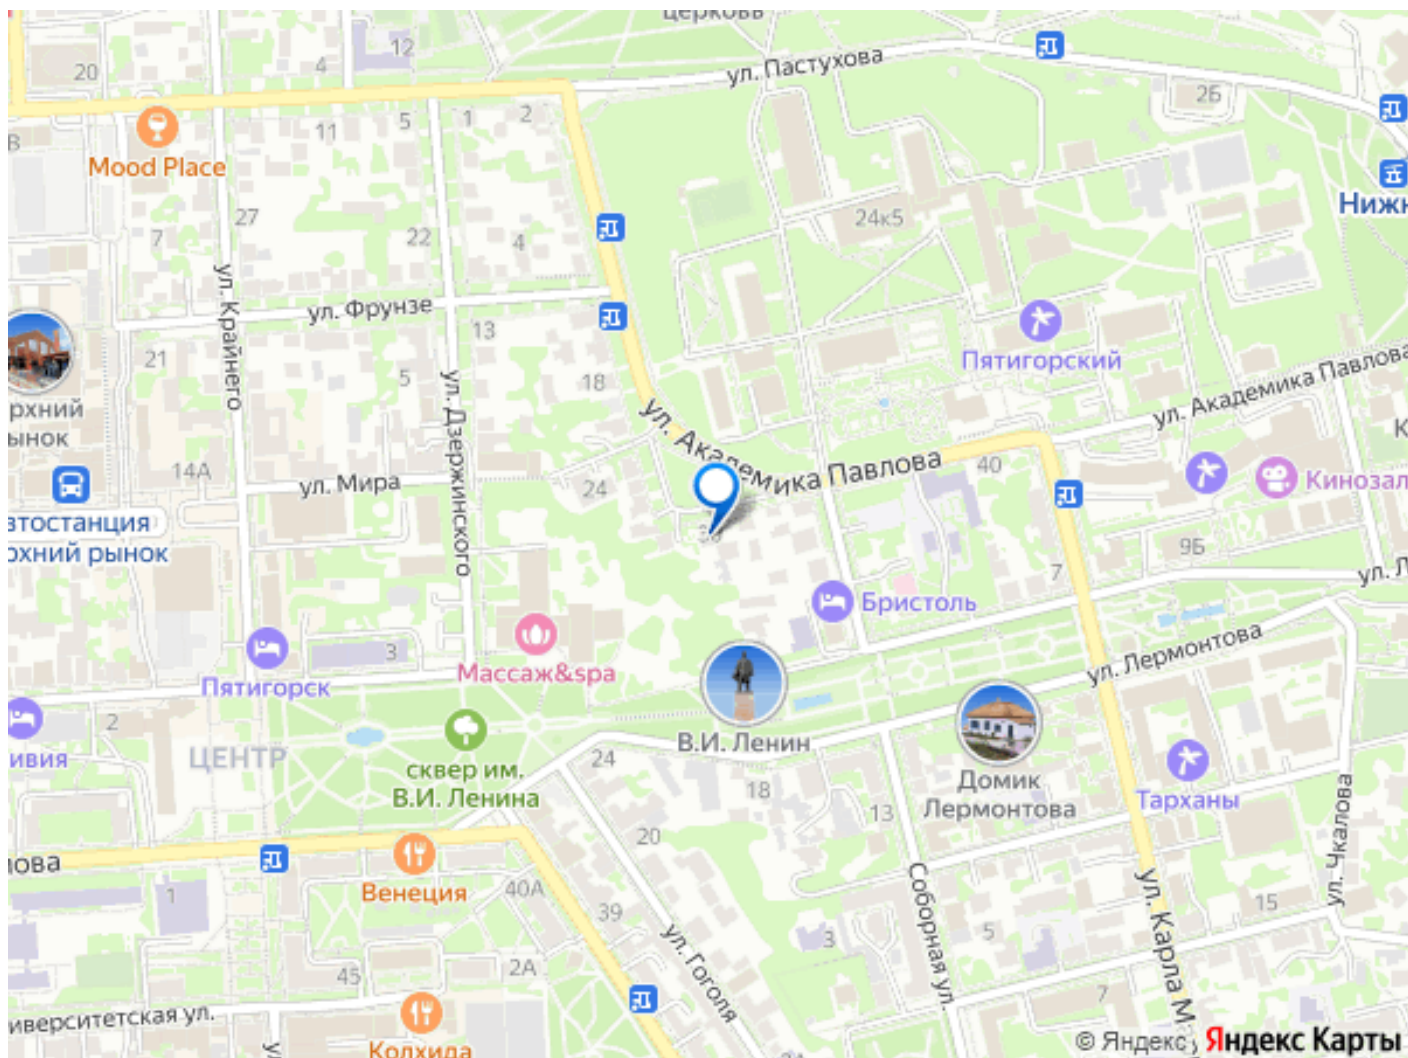 церковь
12
4
20
ул. Пастухова
2Б
11
5
1
2
В
Mood Place
27
7
22
4
24к5
Нижн
ул. Крайнего
ул. Фрунзе
13
21
5
18
Пятигорский
ул. Академика Павлова
рхний
ынок
ул. Дзержинского
ул. Академика Павлова
14А
ул. Мира
24
40
К
Кинозал
втостанция
рхний рынок
9Б
7
ул. Л
Бристоль
3
Массаж&spa
Пятигорск
ул. Лермонтова
2
ивия
ЦЕНТР
сквер им.
В.И. Ленина
В.И. Ленин
24
18
13
Домик
Лермонтова
Тарханы
20
ул. Чкалова
лова
Венеция
40А
39
1
Соборная ул.
ул. Карла М
15
5
3
ул. Гоголя
2А
45
7
ниверситетская ул.
Колхида
22
© Яндекс
Яндекс Карты